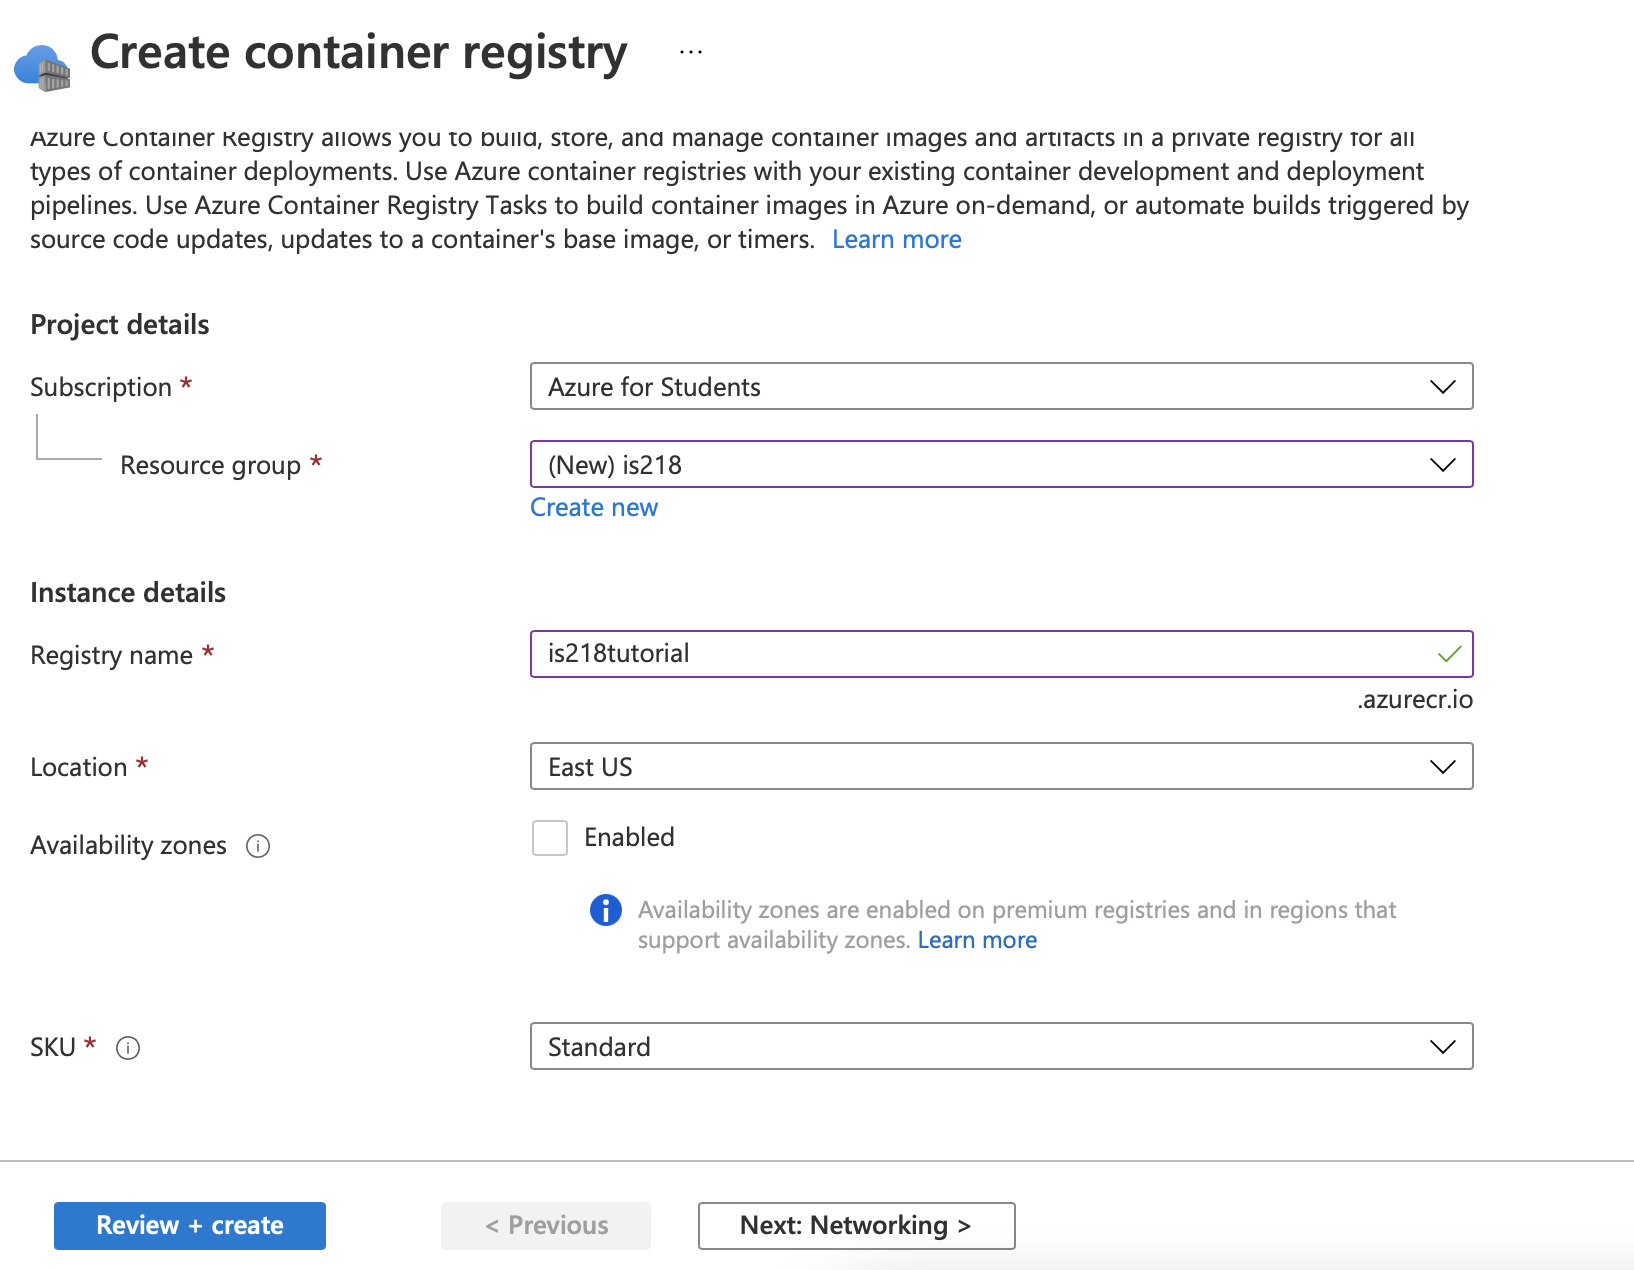 Create container registry ...
Azure Container Registry allows you to build, store, and manage container images and artifacts in a private registry for all
types of container deployments. Use Azure container registries with your existing container development and deployment
pipelines. Use Azure Container Registry Tasks to build container images in Azure on-demand, or automate builds triggered by
source code updates, updates to a container's base image, or timers. Learn more
Project details
Subscription *
Azure for Students
Resource group *
(New) is218
Create new
Instance details
Registry name *
is218tutorial
.azurecr.io
Location *
East US
Availability zones
Enabled
Availability zones are enabled on premium registries and in regions that
support availability zones. Learn more
SKU *
Standard
Review + create
< Previous
Next: Networking >